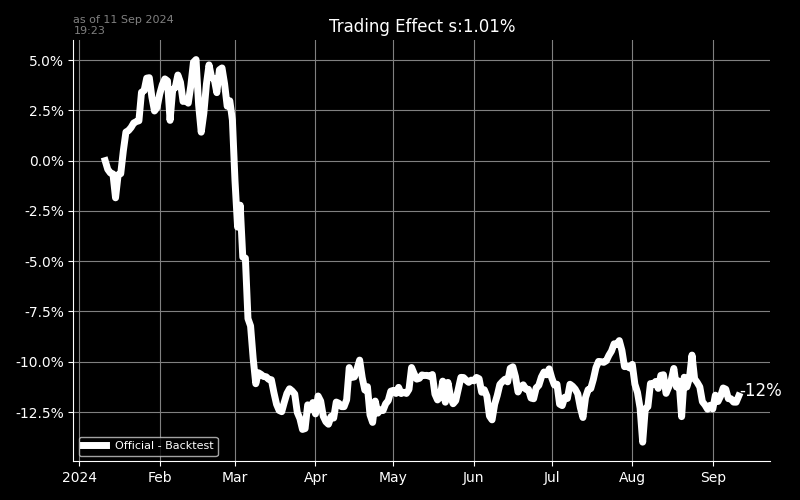 as of 11 Sep 2024
19:23
Trading Effect s:1.01%
5.0%
2.5%
0.0%
-2.5%
-5.0%
-7.5%
-10.0%
-12.5%
-12%
Official - Backtest
2024 Feb Mar Apr May Jun Jul Aug Sep